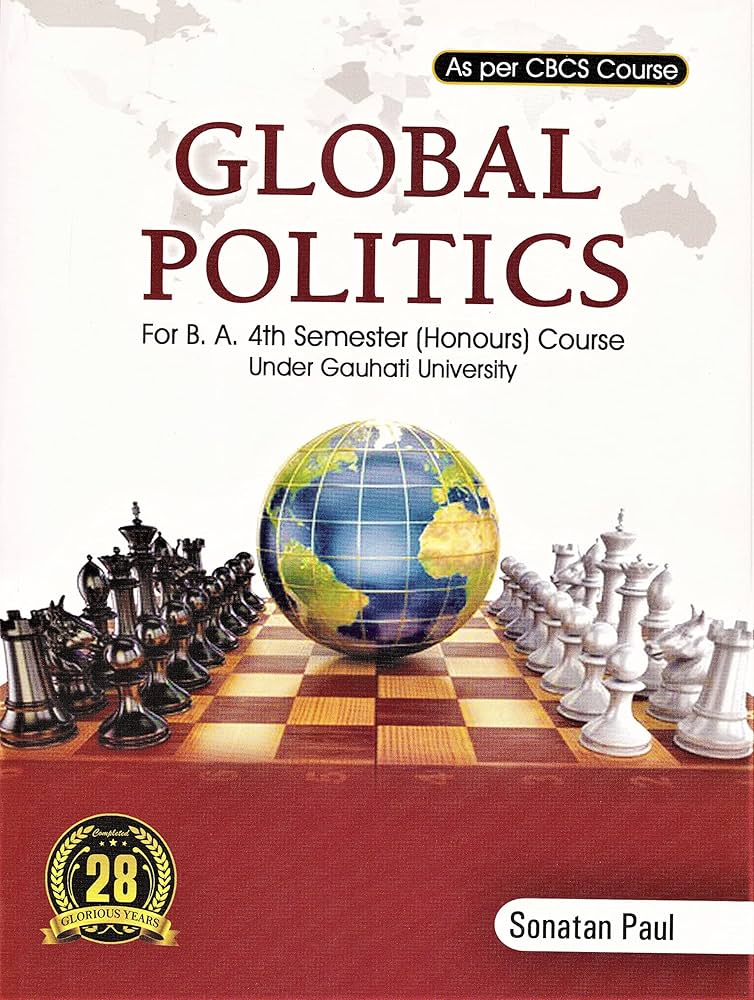 As per CBCS Course
GLOBAL
POLITICS
For B. A. 4th Semester (Honours) Course
Under Gauhati University
Completed
28
GLORIOUS YEARS
Sonatan Paul